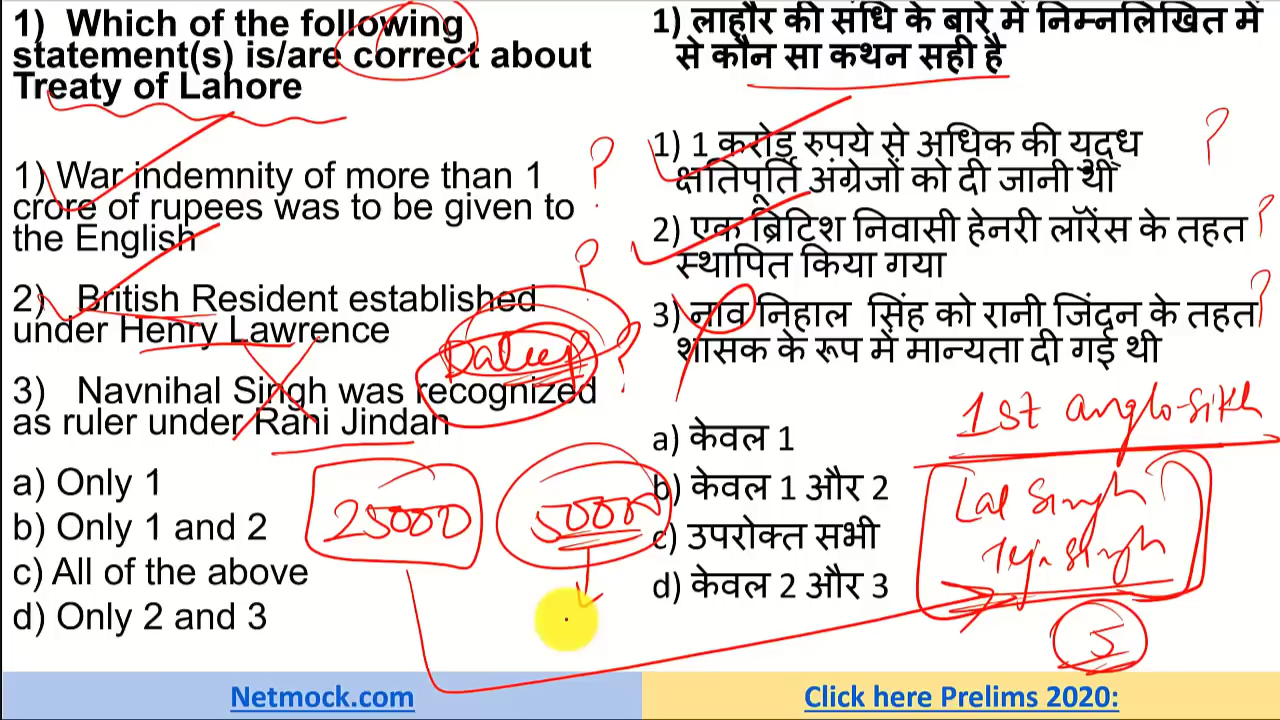 1) Which of the following
statement(s) is/are correct about
Treaty of Lahore
1) War indemnity of more than 1
crore of rupees was to be given to
the English
2) British Resident established
under Henry Lawrence
3) Navnihal Singh was recognized
as ruler under Rani Jindan
a) Only 1
b) Only 1 and 2
c) All of the above
d) Only 2 and 3
Daleep
25000
50000
1) लाहौर की संधि के बारे में निम्नलिखित में
से कौन सा कथन सही है
1) 1 करोड़ रुपये से अधिक की युद्ध
क्षतिपूर्ति अंग्रेजों को दी जानी थी
2) एक ब्रिटिश निवासी हेनरी लॉरेंस के तहत
स्थापित किया गया
3) नाव निहाल सिंह को रानी जिंदन के तहत
शासक के रूप में मान्यता दी गई थी
a) केवल 1
b) केवल 1 और 2
c) उपरोक्त सभी
d) केवल 2 और 3
?
?
?
?
?
?
1st anglo-sikh
Lal Singh
Teja Singh
5
Netmock.com
Click here Prelims 2020: